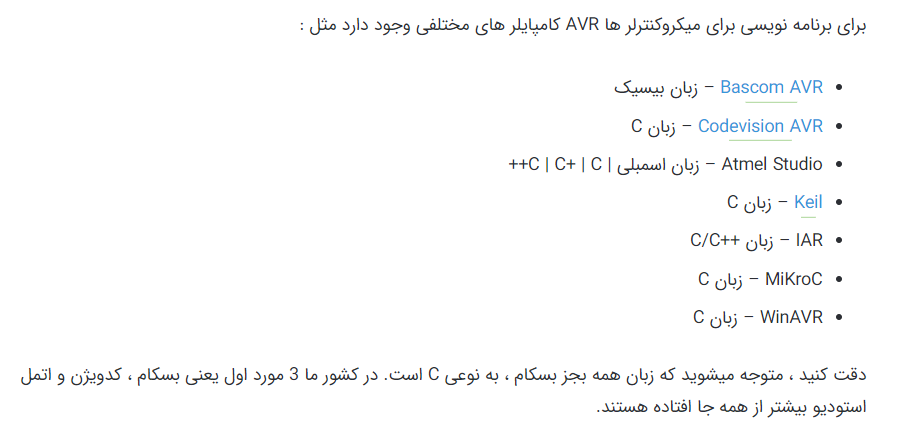 برای برنامه نویسی برای میکروکنترلر ها AVR کامپایلر های مختلفی وجود دارد مثل :
Bascom AVR – زبان بیسیک
Codevision AVR – زبان C
Atmel Studio – زبان اسمبلی | C | C+ | C++
Keil – زبان C
IAR – زبان C/C++
MiKroC – زبان C
WinAVR – زبان C
دقت کنید ، متوجه میشوید که زبان همه بجز بسکام ، به نوعی C است. در کشور ما 3 مورد اول یعنی بسکام ، کدویژن و اتمل
استودیو بیشتر از همه جا افتاده هستند.